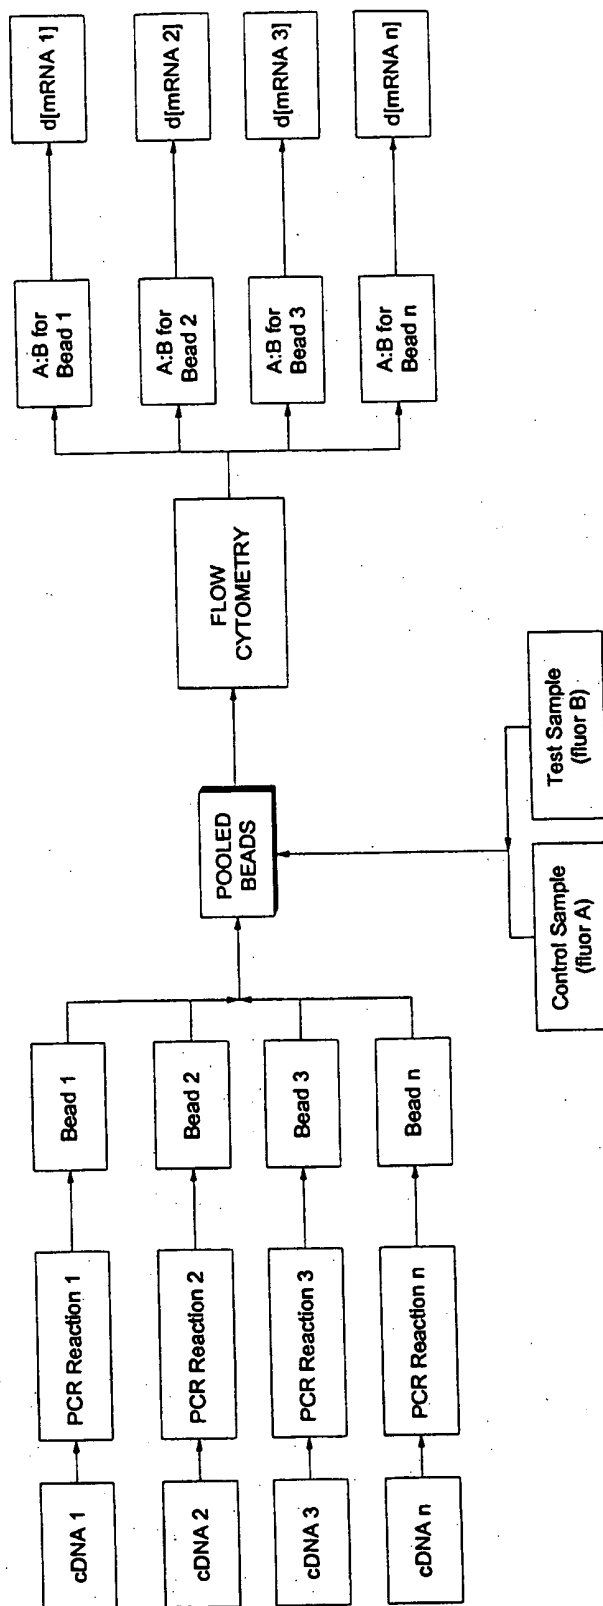 cDNA 1
PCR Reaction 1
Bead 1
cDNA 2
PCR Reaction 2
Bead 2
cDNA 3
PCR Reaction 3
Bead 3
cDNA n
PCR Reaction n
Bead n
POOLED
BEADS
Control Sample
(fluor A)
Test Sample
(fluor B)
FLOW
CYTOMETRY
A:B for
Bead 1
d[mRNA 1]
A:B for
Bead 2
d[mRNA 2]
A:B for
Bead 3
d[mRNA 3]
A:B for
Bead n
d[mRNA n]